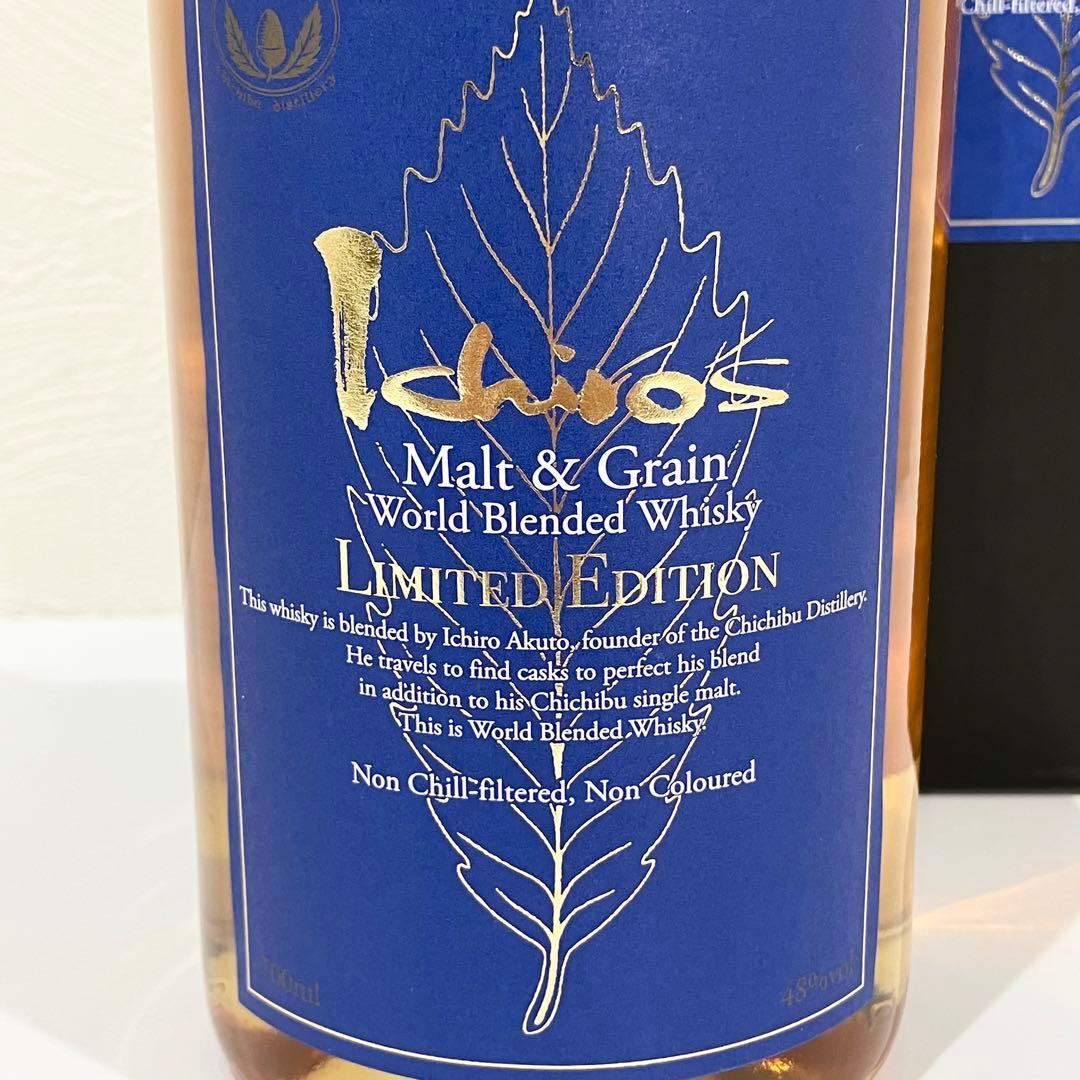 Chichibu distillery
Chill-filtered,
Ichiro's
Malt & Grain
World Blended Whisky
LIMITED EDITION
This whisky is blended by Ichiro Akuto, founder of the Chichibu Distillery.
He travels to find casks to perfect his blend
in addition to his Chichibu single malt.
This is World Blended Whisky.
Non Chill-filtered, Non Coloured
700ml
48%vol